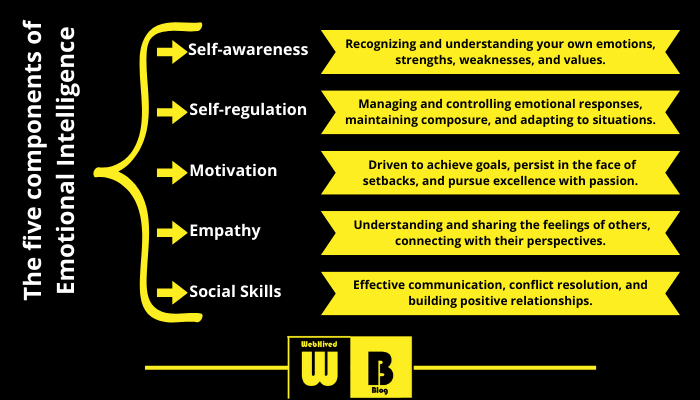 The five components of
Emotional Intelligence
Self-awareness
Recognizing and understanding your own emotions,
strengths, weaknesses, and values.
Self-regulation
Managing and controlling emotional responses,
maintaining composure, and adapting to situations.
Motivation
Driven to achieve goals, persist in the face of
setbacks, and pursue excellence with passion.
Empathy
Understanding and sharing the feelings of others,
connecting with their perspectives.
Social Skills
Effective communication, conflict resolution, and
building positive relationships.
WebHived
W B
Blog